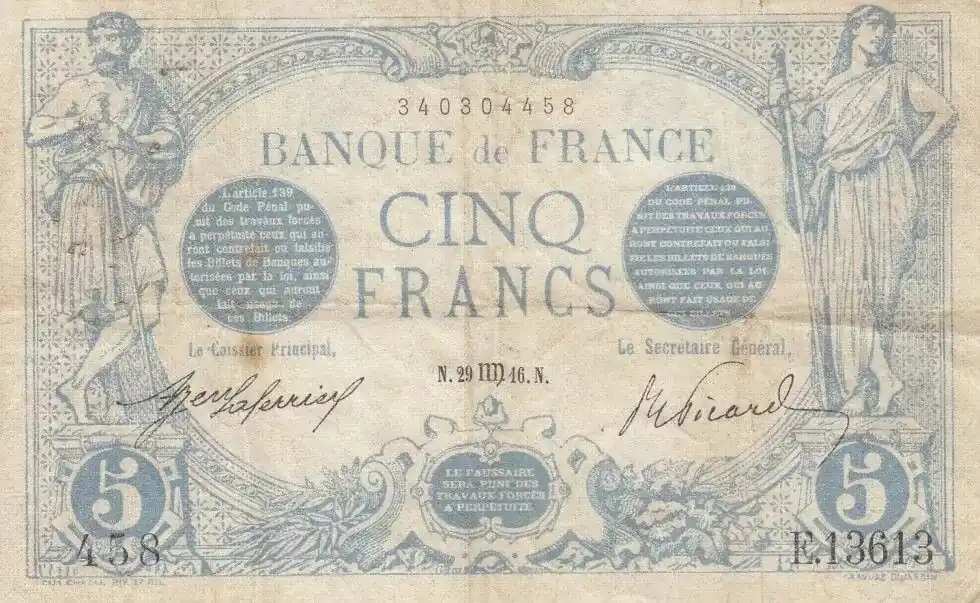 340304458
BANQUE de FRANCE
CINQ
FRANCS
L'article 139
du Code Pénal pu-
nit des travaux forcés
à perpétuité ceux qui au-
ront contrefait ou falsifié
les Billets de Banques au-
torisées par la loi, ainsi
que ceux qui auront
fait usage de
ces Billets.
L'ARTICLE 139
DU CODE PÉNAL PU-
NIT DES TRAVAUX FORCÉS
A PERPÉTUITÉ CEUX QUI AU-
RONT CONTREFAIT OU FALSI-
FIÉ LES BILLETS DE BANQUES
AUTORISÉES PAR LA LOI,
AINSI QUE CEUX, QUI AU-
RONT FAIT USAGE DE
CES BILLETS
Le Caissier Principal,
Le Secrétaire Général,
N. 29 16. N.
Picard
LE FAUSSAIRE
SERA PUNI DES
TRAVAUX FORCÉS
A PERPÉTUITÉ.
5
5
458
E.13613